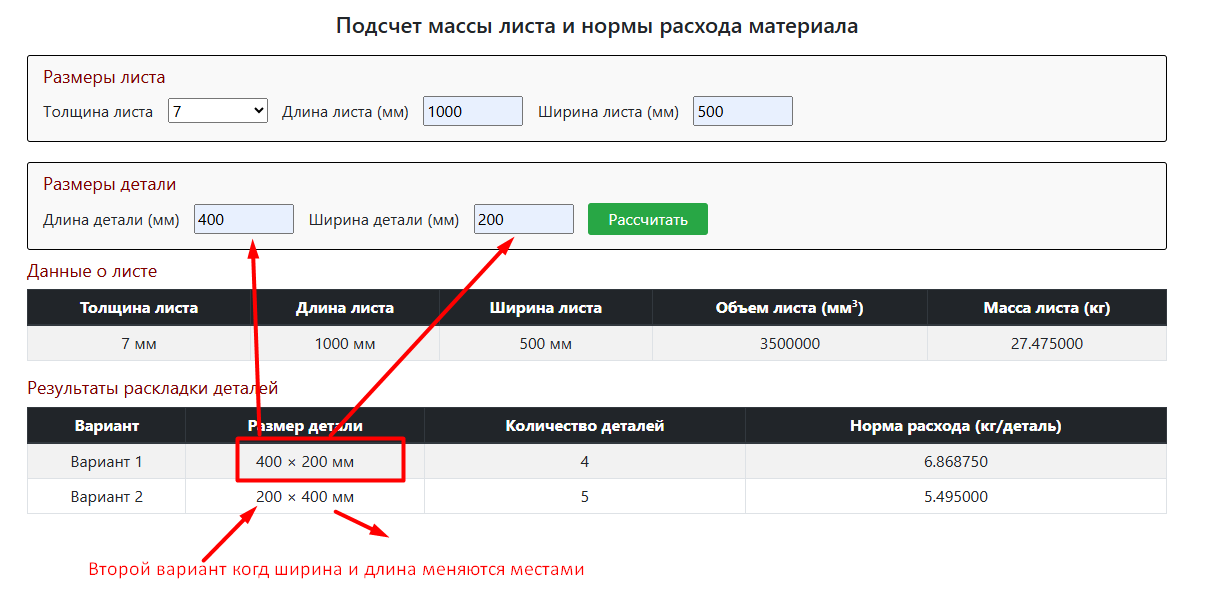 Подсчет массы листа и нормы расхода материала
Размеры листа
Толщина листа 7 Длина листа (мм) 1000 Ширина листа (мм) 500
Размеры детали
Длина детали (мм) 400 Ширина детали (мм) 200 Рассчитать
Данные о листе
Толщина листа Длина листа Ширина листа Объем листа (мм³) Масса листа (кг)
7 мм 1000 мм 500 мм 3500000 27.475000
Результаты раскладки деталей
Вариант Размер детали Количество деталей Норма расхода (кг/деталь)
Вариант 1 400 × 200 мм 4 6.868750
Вариант 2 200 × 400 мм 5 5.495000
Второй вариант когд ширина и длина меняются местами